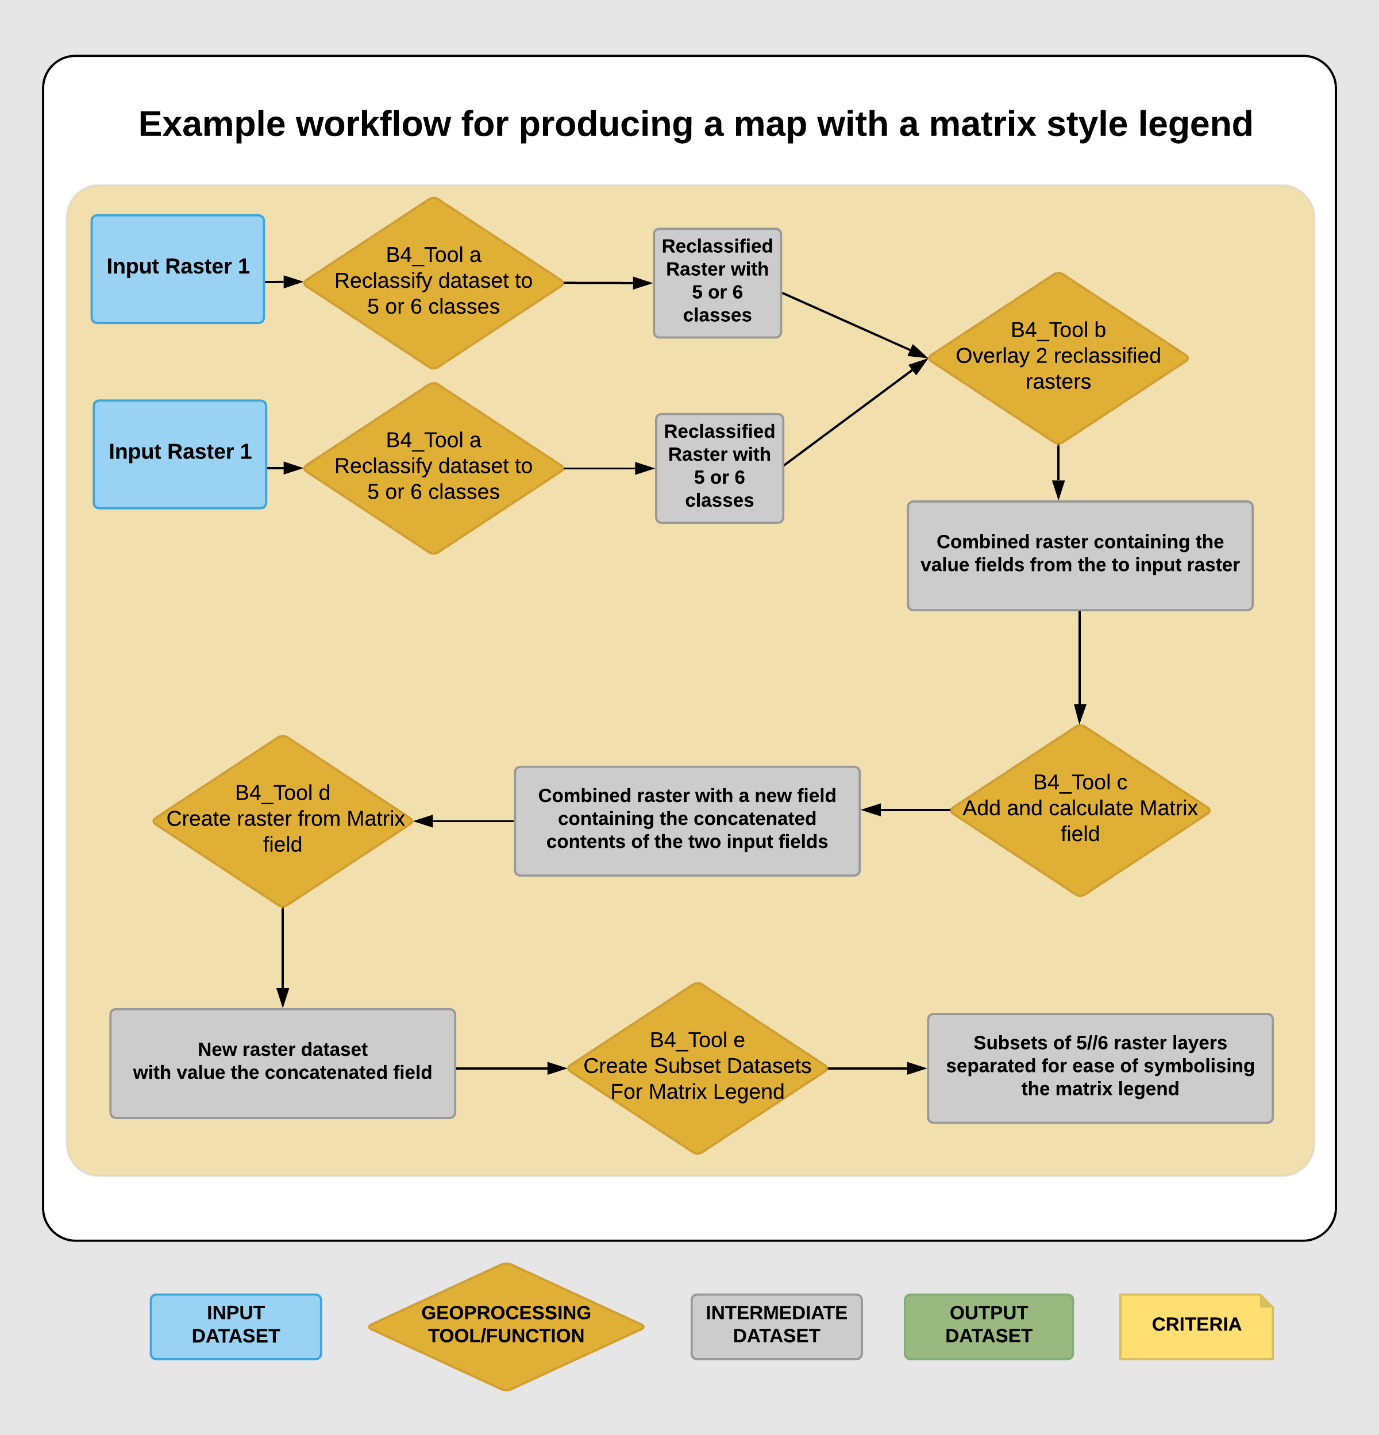 Example workflow for producing a map with a matrix style legend
Input Raster 1
B4_Tool a
Reclassify dataset to
5 or 6 classes
Reclassified
Raster with
5 or 6
classes
B4_Tool b
Overlay 2 reclassified
rasters
Input Raster 1
B4_Tool a
Reclassify dataset to
5 or 6 classes
Reclassified
Raster with
5 or 6
classes
Combined raster containing the
value fields from the to input raster
B4_Tool c
Add and calculate Matrix
field
Combined raster with a new field
containing the concatenated
contents of the two input fields
B4_Tool d
Create raster from Matrix
field
New raster dataset
with value the concatenated field
B4_Tool e
Create Subset Datasets
For Matrix Legend
Subsets of 5//6 raster layers
separated for ease of symbolising
the matrix legend
INPUT
DATASET
GEOPROCESSING
TOOL/FUNCTION
INTERMEDIATE
DATASET
OUTPUT
DATASET
CRITERIA